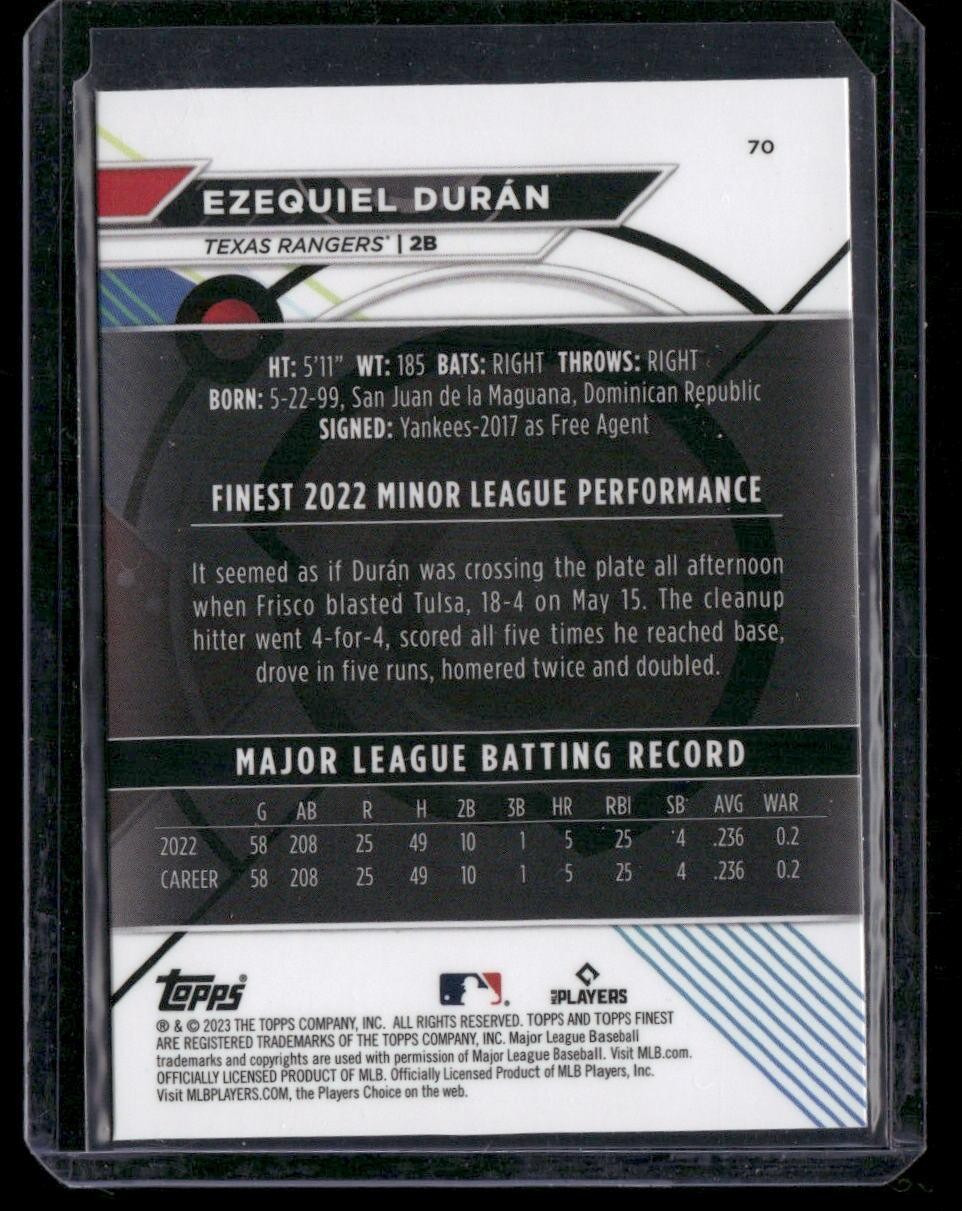 70
EZEQUIEL DURÁN
TEXAS RANGERS® | 2B
HT: 5'11" WT: 185 BATS: RIGHT THROWS: RIGHT
BORN: 5-22-99, San Juan de la Maguana, Dominican Republic
SIGNED: Yankees-2017 as Free Agent
FINEST 2022 MINOR LEAGUE PERFORMANCE
It seemed as if Durán was crossing the plate all afternoon
when Frisco blasted Tulsa, 18-4 on May 15. The cleanup
hitter went 4-for-4, scored all five times he reached base,
drove in five runs, homered twice and doubled.
MAJOR LEAGUE BATTING RECORD
G AB R H 2B 3B HR RBI SB AVG WAR
2022 58 208 25 49 10 1 5 25 4 .236 0.2
CAREER 58 208 25 49 10 1 5 25 4 .236 0.2
Topps®
MLB PLAYERS
® & © 2023 THE TOPPS COMPANY, INC. ALL RIGHTS RESERVED. TOPPS AND TOPPS FINEST
ARE REGISTERED TRADEMARKS OF THE TOPPS COMPANY, INC. Major League Baseball
trademarks and copyrights are used with permission of Major League Baseball. Visit MLB.com.
OFFICIALLY LICENSED PRODUCT OF MLB. Officially Licensed Product of MLB Players, Inc.
Visit MLBPLAYERS.COM, the Players Choice on the web.